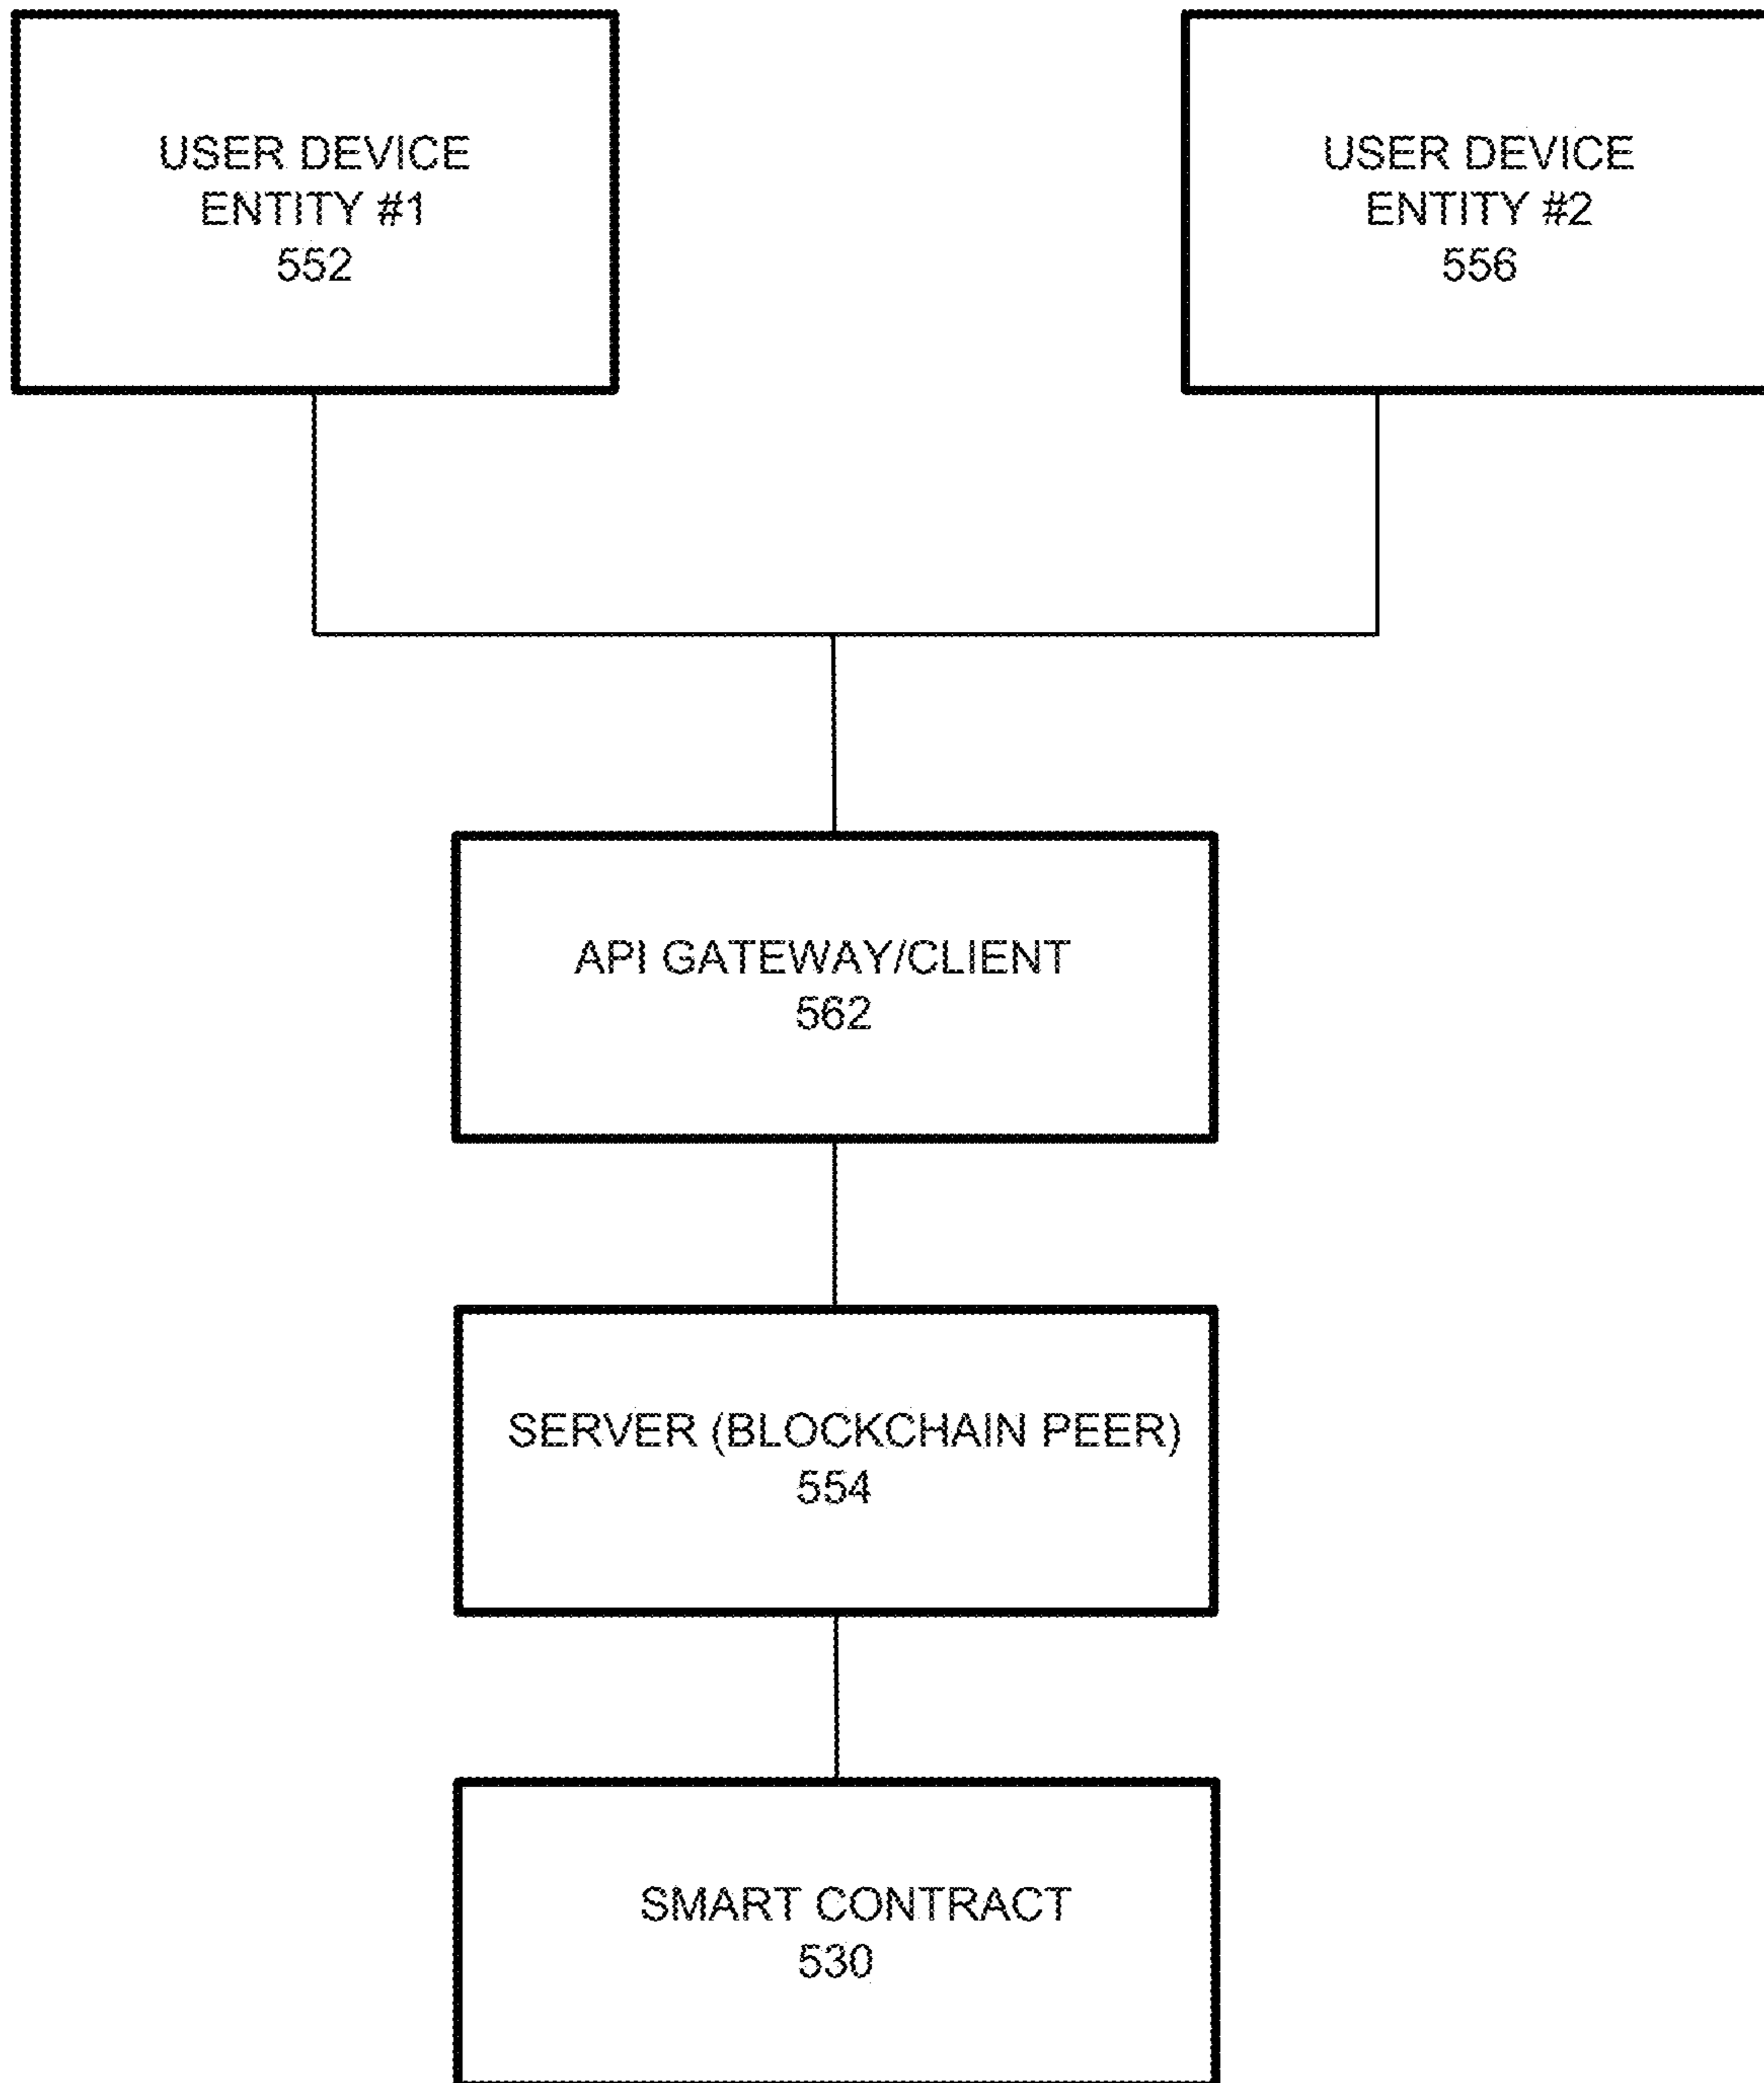 USER DEVICE
ENTITY #1
552
USER DEVICE
ENTITY #2
556
API GATEWAY/CLIENT
562
SERVER (BLOCKCHAIN PEER)
554
SMART CONTRACT
530